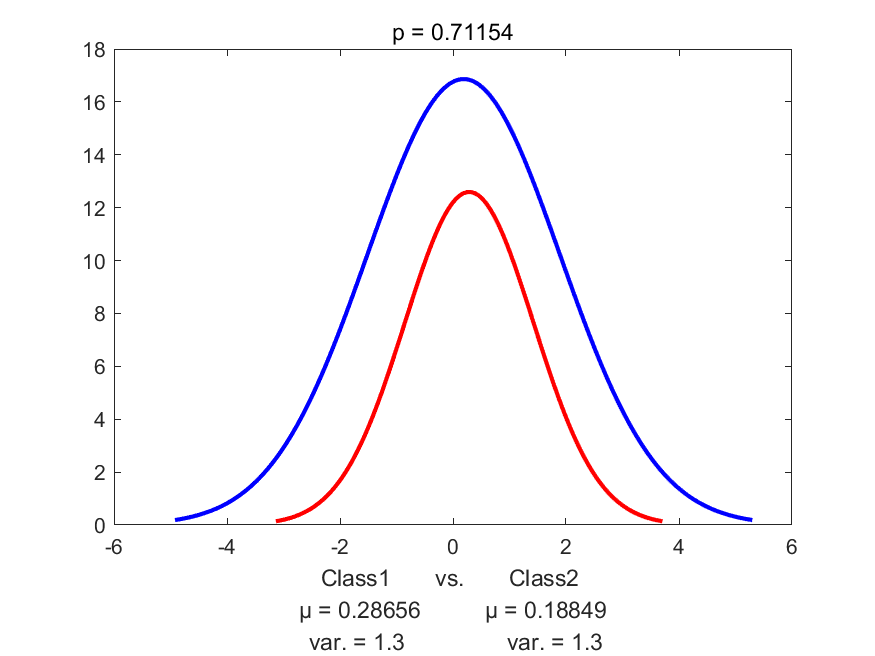 p = 0.71154
18
16
14
12
10
8
6
4
2
0
-6 -4 -2 0 2 4 6
Class1 vs. Class2
μ = 0.28656 μ = 0.18849
var. = 1.3 var. = 1.3